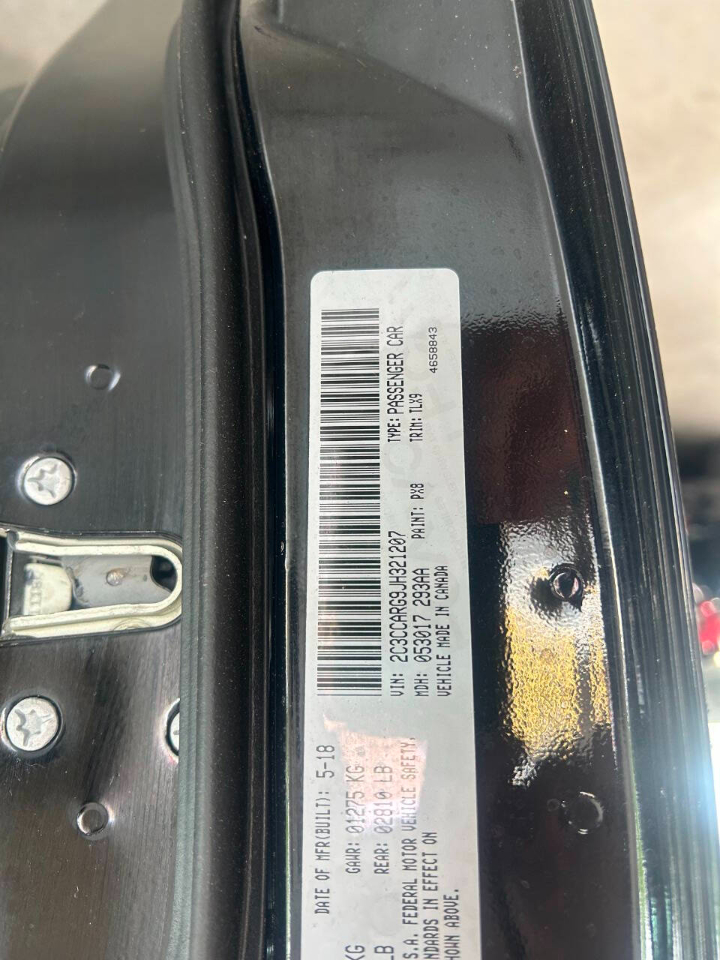 DATE OF MFR(BUILT): 5-18
KG GAWR: 01275 KG
LB REAR: 02810 LB
S.A. FEDERAL MOTOR VEHICLE SAFETY,
NDARDS IN EFFECT ON
HOWN ABOVE.
VIN: 2C3CCARG9JH321207 TYPE: PASSENGER CAR
MDH: 053017 293AA PAINT: PX8 TRIM: TLX9
VEHICLE MADE IN CANADA 4658843